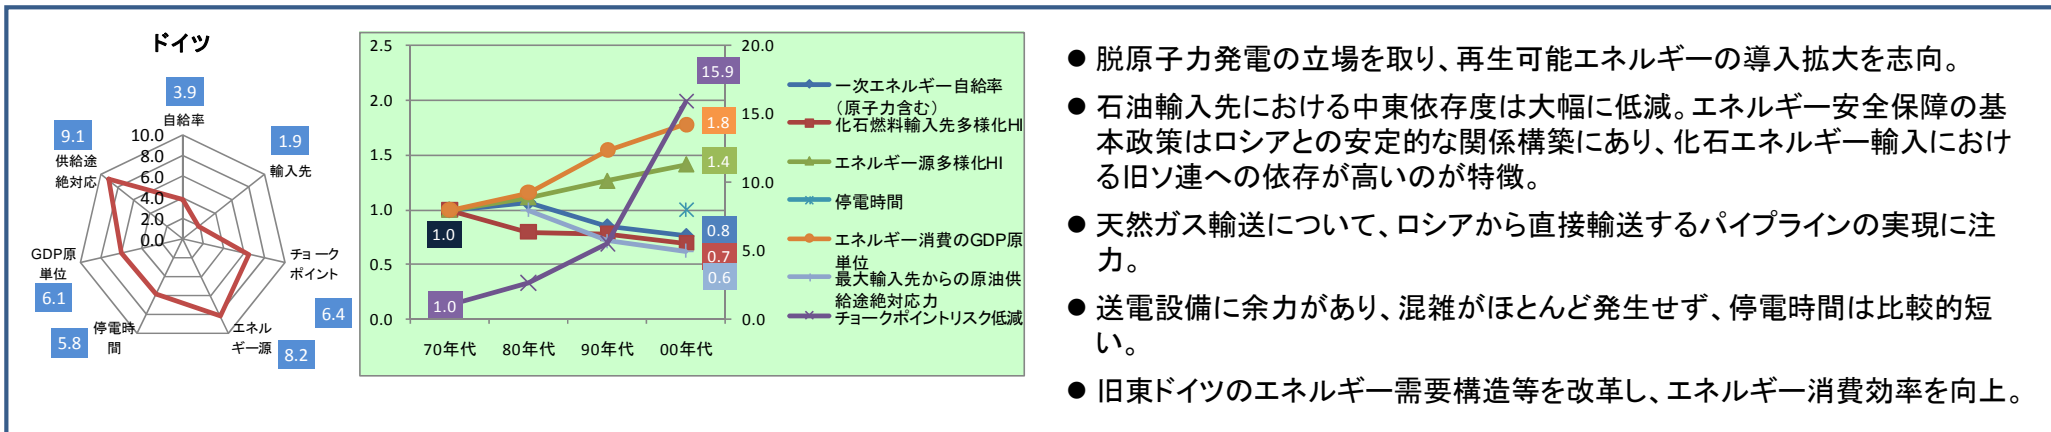 ドイツ
3.9
自給率
9.1
1.9
供給途
絶対応
輸入先
10.0
8.0
6.0
4.0
2.0
0.0
GDP原
単位
チョーク
ポイント
6.1
6.4
停電時
間
エネル
ギー源
5.8
8.2
2.5
2.0
1.5
1.0
0.5
0.0
20.0
15.0
10.0
5.0
0.0
15.9
1.8
1.4
0.8
0.7
0.6
1.0
1.0
70年代 80年代 90年代 00年代
一次エネルギー自給率
（原子力含む）
化石燃料輸入先多様化HI
エネルギー源多様化HI
停電時間
エネルギー消費のGDP原
単位
最大輸入先からの原油供
給途絶対応力
チョークポイントリスク低減
● 脱原子力発電の立場を取り、再生可能エネルギーの導入拡大を志向。
● 石油輸入先における中東依存度は大幅に低減。エネルギー安全保障の基
本政策はロシアとの安定的な関係構築にあり、化石エネルギー輸入におけ
る旧ソ連への依存が高いのが特徴。
● 天然ガス輸送について、ロシアから直接輸送するパイプラインの実現に注
力。
● 送電設備に余力があり、混雑がほとんど発生せず、停電時間は比較的短
い。
● 旧東ドイツのエネルギー需要構造等を改革し、エネルギー消費効率を向上。